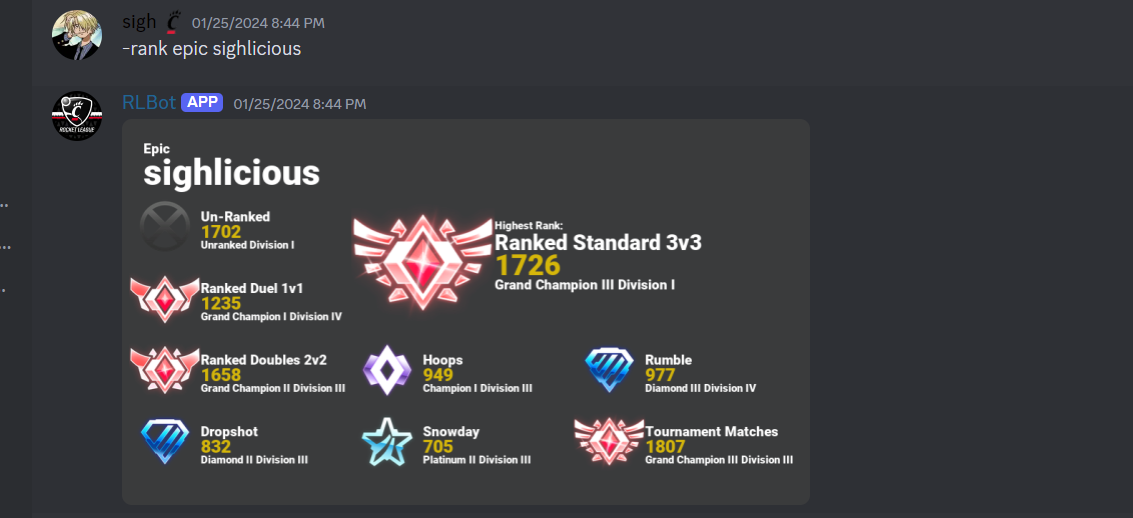 sigh 01/25/2024 8:44 PM
-rank epic sighlicious
RLBot APP 01/25/2024 8:44 PM
ROCKET LEAGUE
Epic
sighlicious
Un-Ranked
1702
Unranked Division I
Highest Rank:
Ranked Standard 3v3
1726
Grand Champion III Division I
Ranked Duel 1v1
1235
Grand Champion I Division IV
Ranked Doubles 2v2
1658
Grand Champion II Division III
Hoops
949
Champion I Division III
Rumble
977
Diamond III Division IV
Dropshot
832
Diamond II Division III
Snowday
705
Platinum II Division III
Tournament Matches
1807
Grand Champion III Division III